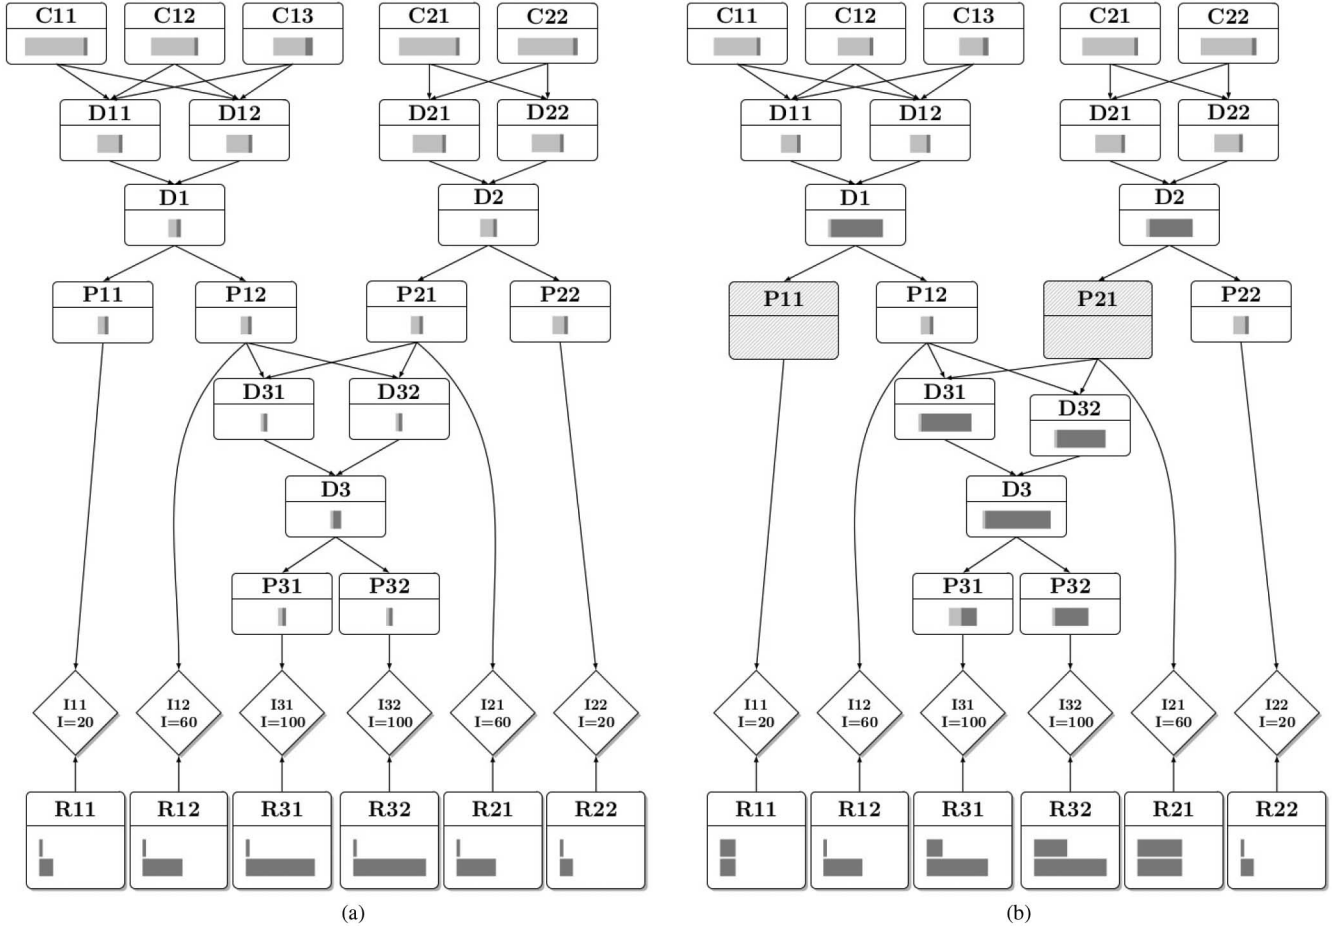 C11 C12 C13 C21 C22 C11 C12 C13 C21 C22
D11 D12 D21 D22 D11 D12 D21 D22
D1 D2 D1 D2
P11 P12 P21 P22 P11 P12 P21 P22
D31 D32 D31 D32
D3 D3
P31 P32 P31 P32
I11 I12 I31 I32 I21 I22 I11 I12 I31 I32 I21 I22
I=20 I=60 I=100 I=100 I=60 I=20 I=20 I=60 I=100 I=100 I=60 I=20
R11 R12 R31 R32 R21 R22 R11 R12 R31 R32 R21 R22
(a) (b)